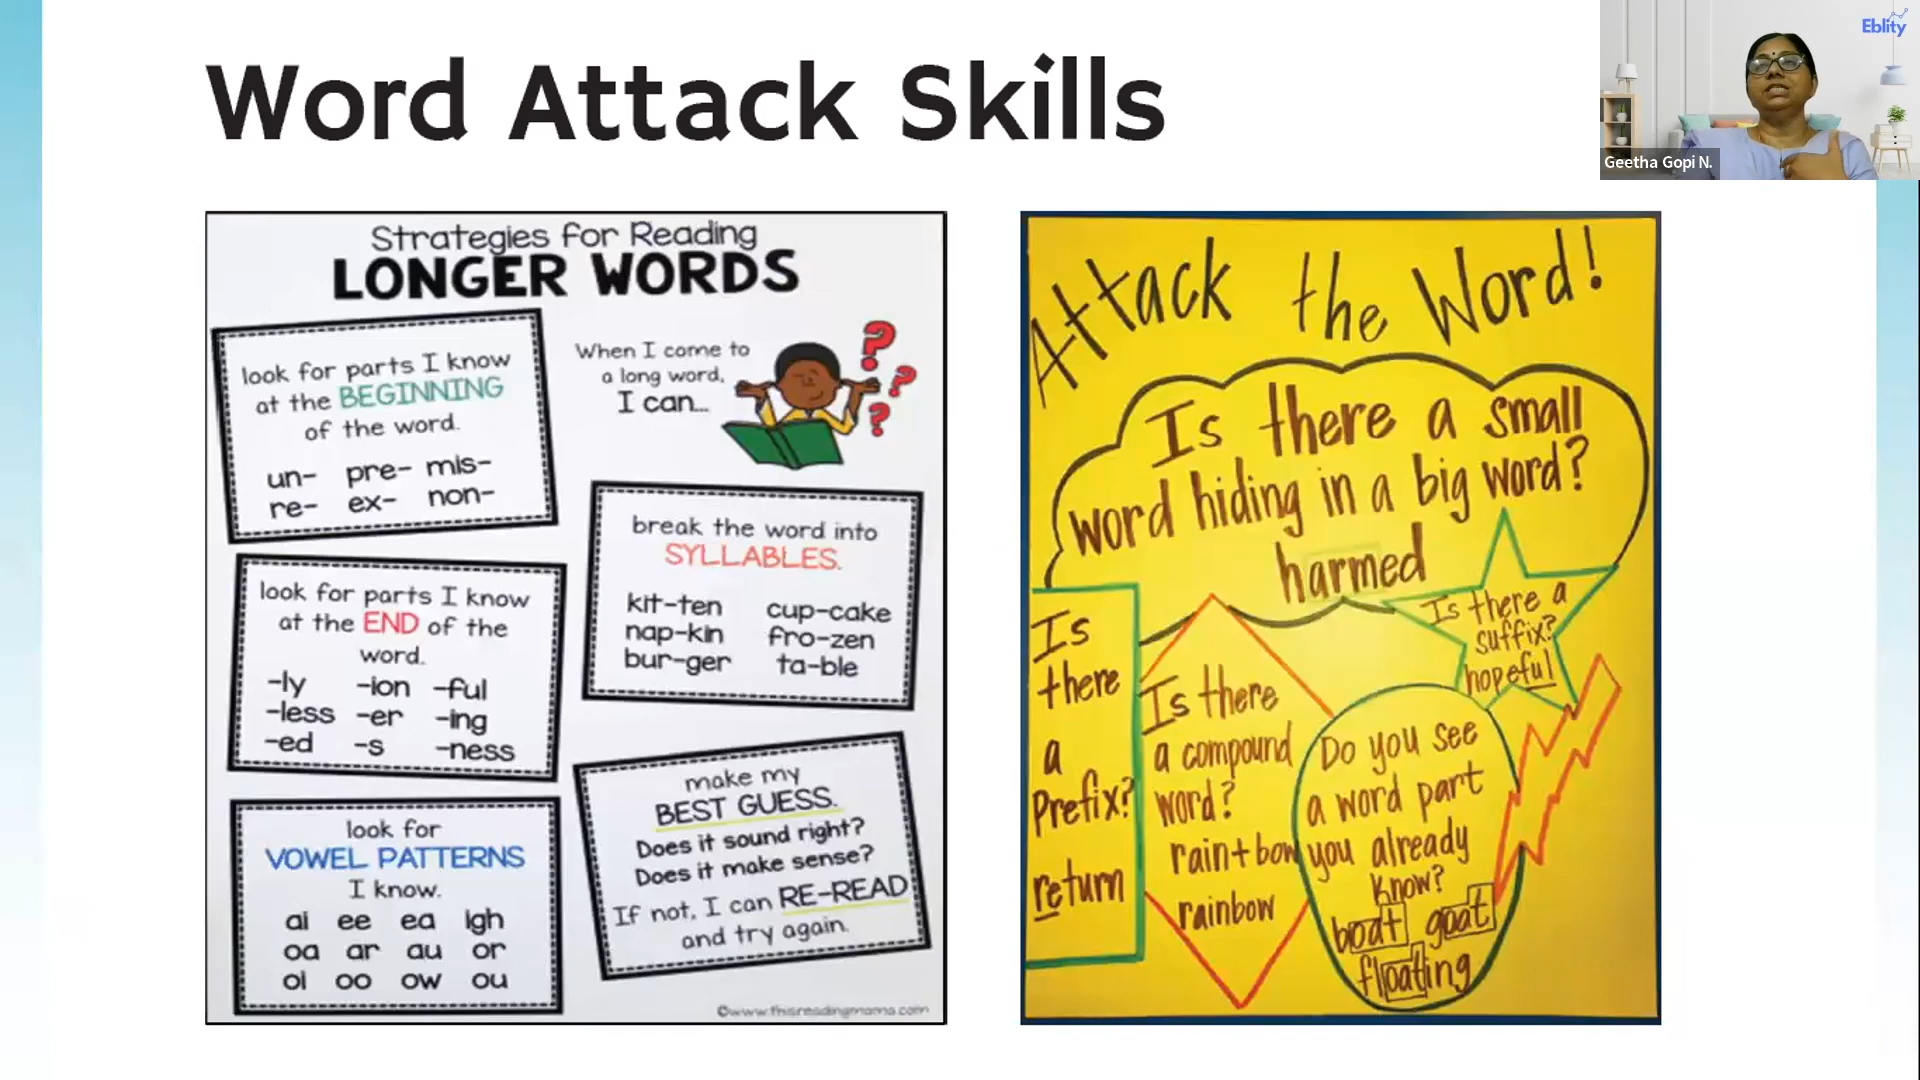 Word Attack Skills
Eblity
Geetha Gopi N.
Strategies for Reading
LONGER WORDS
look for parts I know
at the BEGINNING
of the word.
un- pre- mis-
re- ex- non-
When I come to
a long word,
I can...
???
break the word into
SYLLABLES.
kit-ten cup-cake
nap-kin fro-zen
bur-ger ta-ble
look for parts I know
at the END of the
word.
-ly -ion -ful
-less -er -ing
-ed -s -ness
look for
VOWEL PATTERNS
I know.
ai ee ea igh
oa ar au or
oi oo ow ou
make my
BEST GUESS.
Does it sound right?
Does it make sense?
If not, I can RE-READ
and try again.
©www.thisreadingmama.com
Attack the Word!
Is there a small
word hiding in a big word?
harmed
Is
there
a
Prefix?
return
Is there
a compound
word?
rain+bow
rainbow
Do you see
a word part
you already
know?
boat goat
floating
Is there a
suffix?
hopeful